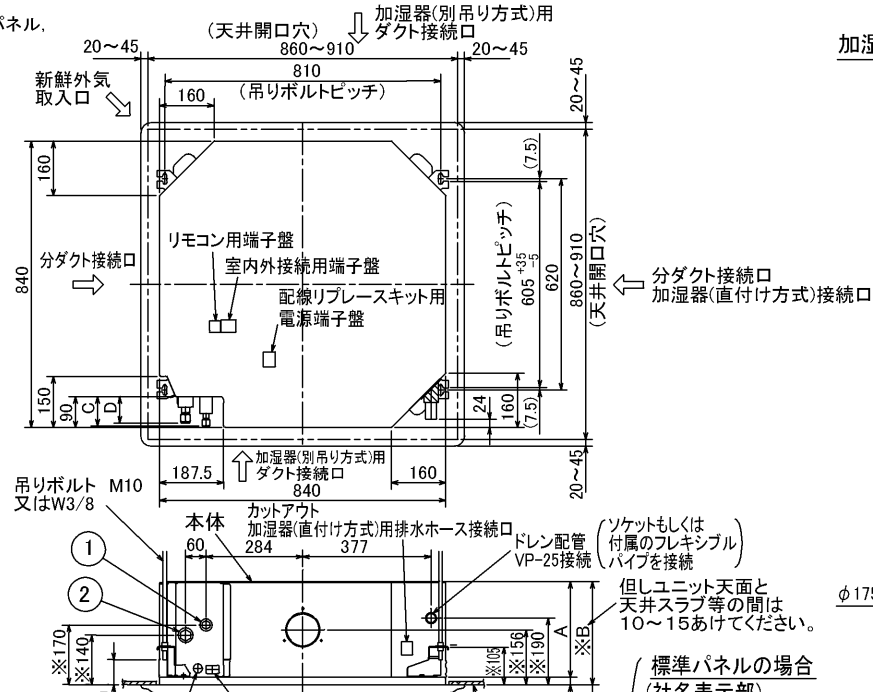 パネル,
(天井開口穴)
加湿器(別吊り方式)用
ダクト接続口
加湿
20~45
860~910
20~45
810
(吊りボルトピッチ)
新鮮外気
取入口
160
20~45
160
(7.5)
840
リモコン用端子盤
室内外接続用端子盤
配線リプレースキット用
電源端子盤
分ダクト接続口
(吊りボルトピッチ)
605 +35 -5
620
860~910
(天井開口穴)
分ダクト接続口
加湿器(直付け方式)接続口
150
90
C
D
24
160
(7.5)
187.5
加湿器(別吊り方式)用
ダクト接続口
160
20~45
840
吊りボルト M10
又はW3/8
カットアウト
加湿器(直付け方式)用排水ホース接続口
本体
60
284
377
ドレン配管
VP-25接続
ソケットもしくは
付属のフレキシブル
パイプを接続
1
2
但しユニット天面と
天井スラブ等の間は
10~15あけてください。
φ175
※170
※140
※105
※156
※190
A
※B
標準パネルの場合
(社名表示部)